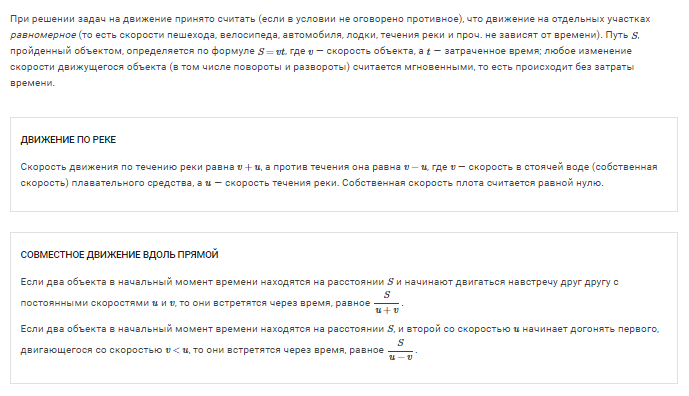 При решении задач на движение принято считать (если в условии не оговорено противное), что движение на отдельных участках
равномерное (то есть скорости пешехода, велосипеда, автомобиля, лодки, течения реки и проч. не зависят от времени). Путь S,
пройденный объектом, определяется по формуле S = vt, где v — скорость объекта, а t — затраченное время; любое изменение
скорости движущегося объекта (в том числе повороты и развороты) считается мгновенными, то есть происходит без затраты
времени.
ДВИЖЕНИЕ ПО РЕКЕ
Скорость движения по течению реки равна v + u, а против течения она равна v − u, где v — скорость в стоячей воде (собственная
скорость) плавательного средства, а u — скорость течения реки. Собственная скорость плота считается равной нулю.
СОВМЕСТНОЕ ДВИЖЕНИЕ ВДОЛЬ ПРЯМОЙ
Если два объекта в начальный момент времени находятся на расстоянии S и начинают двигаться навстречу друг другу с
постоянными скоростями u и v, то они встретятся через время, равное S / (u + v).
Если два объекта в начальный момент времени находятся на расстоянии S, и второй со скоростью u начинает догонять первого,
двигающегося со скоростью v < u, то они встретятся через время, равное S / (u − v).